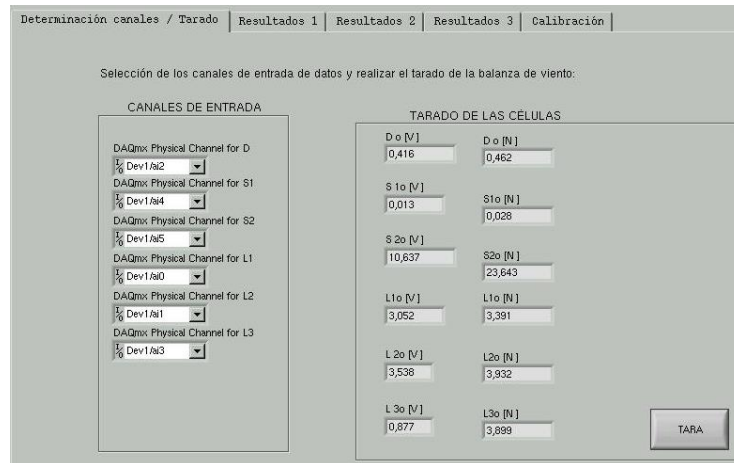 Determinación canales / Tarado
Resultados 1
Resultados 2
Resultados 3
Calibración
Selección de los canales de entrada de datos y realizar el tarado de la balanza de viento:
CANALES DE ENTRADA
DAQmx Physical Channel for D
Dev1/ai2
DAQmx Physical Channel for S1
Dev1/ai4
DAQmx Physical Channel for S2
Dev1/ai5
DAQmx Physical Channel for L1
Dev1/ai0
DAQmx Physical Channel for L2
Dev1/ai1
DAQmx Physical Channel for L3
Dev1/ai3
TARADO DE LAS CÉLULAS
D o [V]
D o [N]
0,416
0,462
S 1o [V]
S1o [N]
0,013
0,028
S 2o [V]
S2o [N]
10,637
23,643
L1o [V]
L1o [N]
3,052
3,391
L 2o [V]
L2o [N]
3,538
3,932
L 3o [V]
L3o [N]
0,877
3,899
TARA